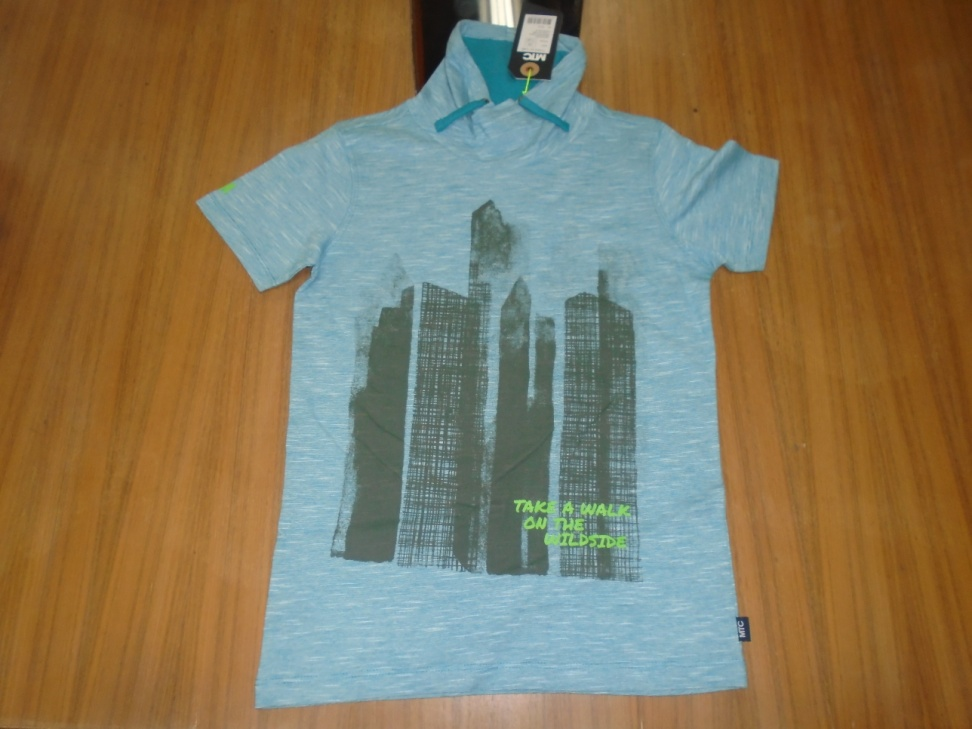 MTC
TAKE A WALK
ON THE
WILDSIDE
MTC